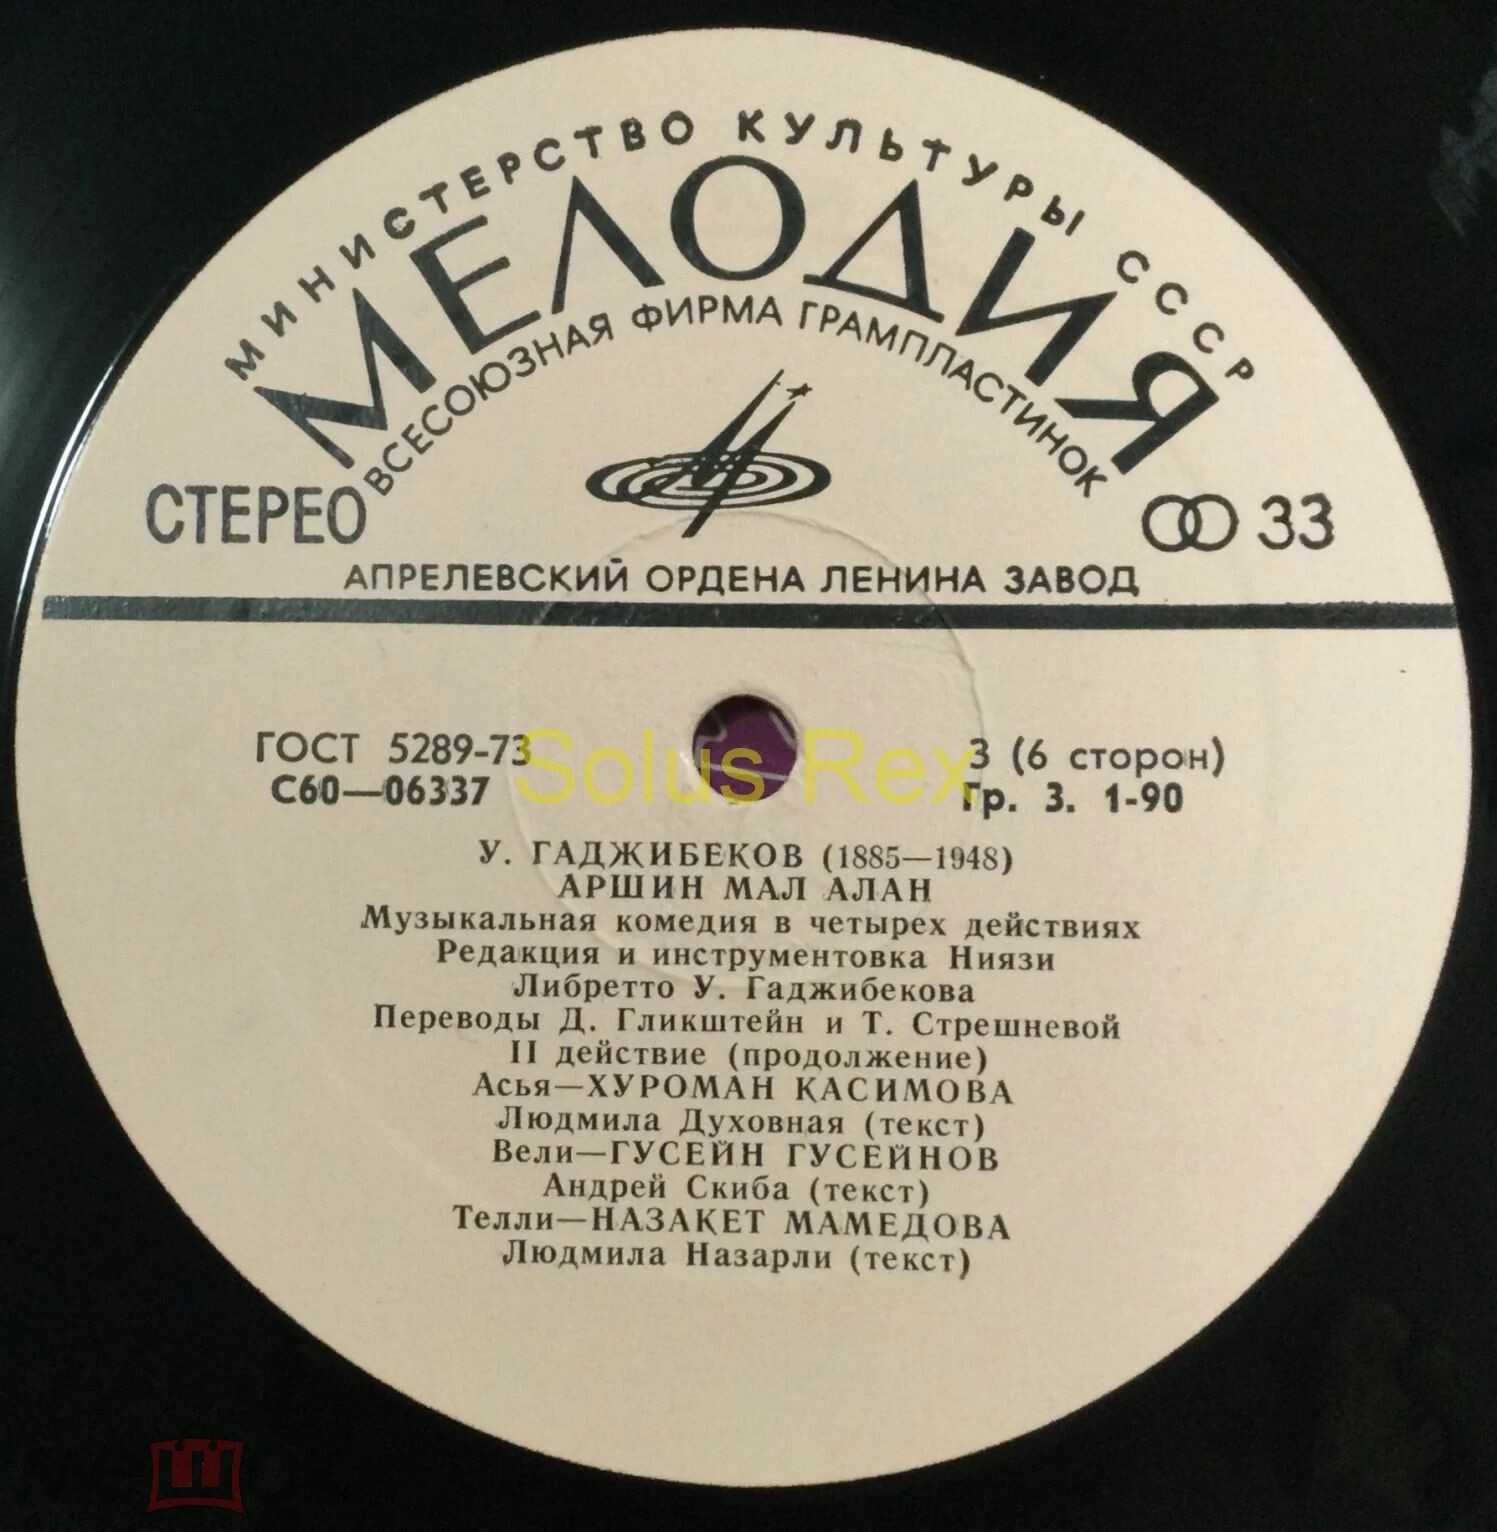 МИНИСТЕРСТВО КУЛЬТУРЫ СССР
МЕЛОДИЯ
ВСЕСОЮЗНАЯ ФИРМА ГРАМПЛАСТИНОК
СТЕРЕО
33
АПРЕЛЕВСКИЙ ОРДЕНА ЛЕНИНА ЗАВОД
ГОСТ 5289-73
3 (6 сторон)
Solus Rex
С60—06337
Гр. 3. 1-90
У. ГАДЖИБЕКОВ (1885—1948)
АРШИН МАЛ АЛАН
Музыкальная комедия в четырех действиях
Редакция и инструментовка Ниязи
Либретто У. Гаджибекова
Переводы Д. Гликштейн и Т. Стрешневой
II действие (продолжение)
Асья—ХУРОМАН КАСИМОВА
Людмила Духовная (текст)
Вели—ГУСЕЙН ГУСЕЙНОВ
Андрей Скиба (текст)
Телли—НАЗАКЕТ МАМЕДОВА
Людмила Назарли (текст)